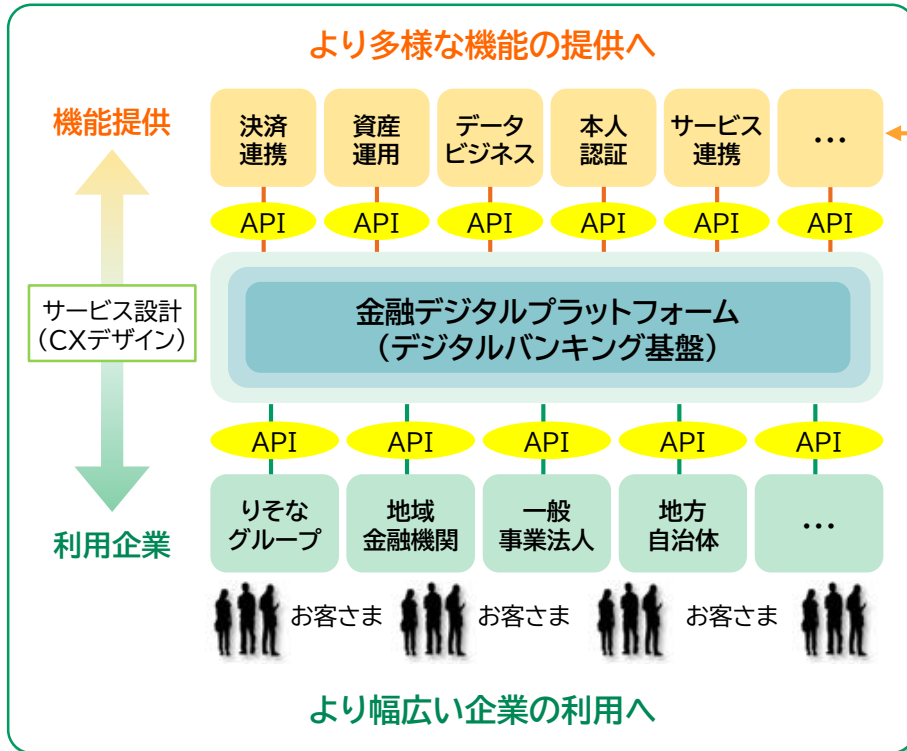 より多様な機能の提供へ
機能提供
決済
連携
資産
運用
データ
ビジネス
本人
認証
サービス
連携
…
API
API
API
API
API
API
サービス設計
(CXデザイン)
金融デジタルプラットフォーム
(デジタルバンキング基盤)
API
API
API
API
API
利用企業
りそな
グループ
地域
金融機関
一般
事業法人
地方
自治体
…
お客さま
お客さま
お客さま
より幅広い企業の利用へ